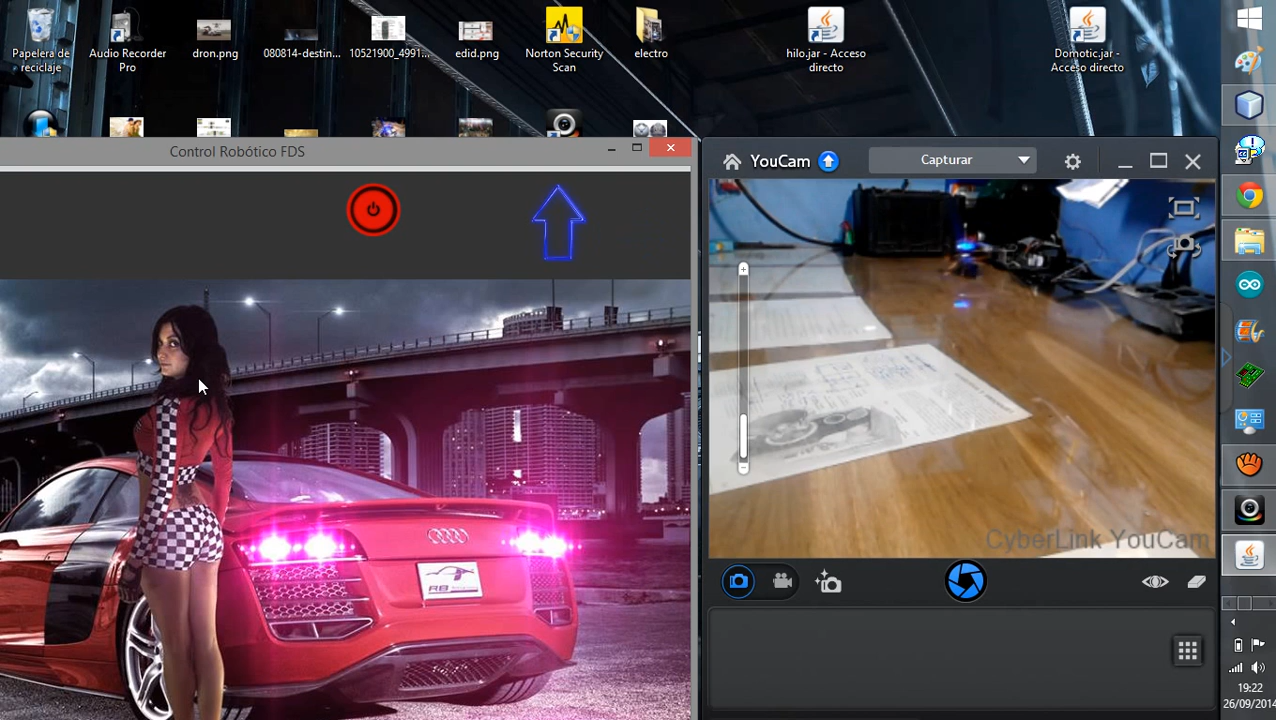 Papelera de
reciclaje
Audio Recorder
Pro
dron.png
080814-destin...
10521900_4991...
edid.png
Norton Security
Scan
electro
hilo.jar - Acceso
directo
Domotic.jar -
Acceso directo
Control Robótico FDS
YouCam
Capturar
R8
CyberLink YouCam
19:22
26/09/2014